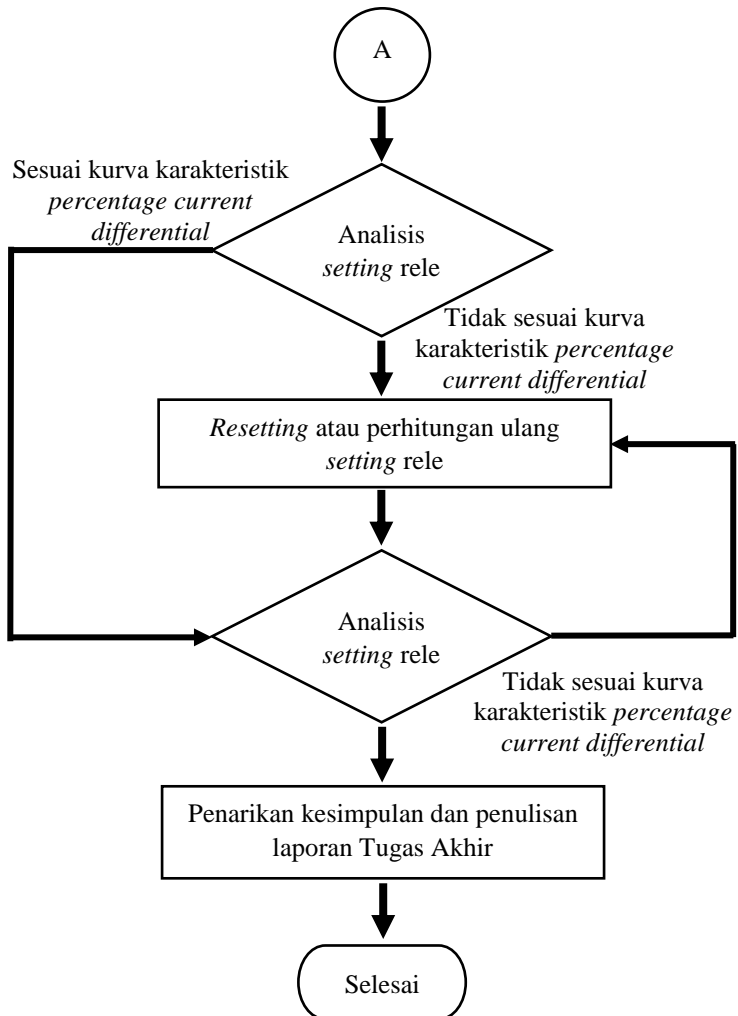 A
Sesuai kurva karakteristik
percentage current
differential
Analisis
setting rele
Tidak sesuai kurva
karakteristik percentage
current differential
Resetting atau perhitungan ulang
setting rele
Analisis
setting rele
Tidak sesuai kurva
karakteristik percentage
current differential
Penarikan kesimpulan dan penulisan
laporan Tugas Akhir
Selesai